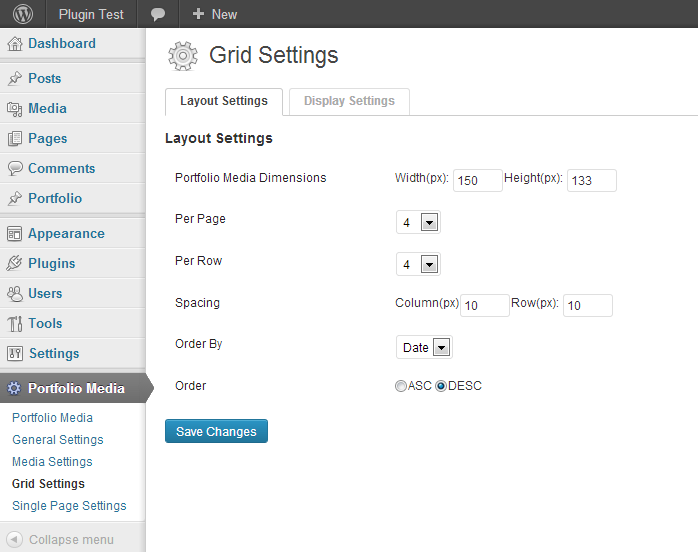 Plugin Test + New
Dashboard
Posts
Media
Pages
Comments
Portfolio
Appearance
Plugins
Users
Tools
Settings
Portfolio Media
Portfolio Media
General Settings
Media Settings
Grid Settings
Single Page Settings
Collapse menu
Grid Settings
Layout Settings Display Settings
Layout Settings
Portfolio Media Dimensions Width(px): 150 Height(px): 133
Per Page 4
Per Row 4
Spacing Column(px) 10 Row(px): 10
Order By Date
Order ASC DESC
Save Changes